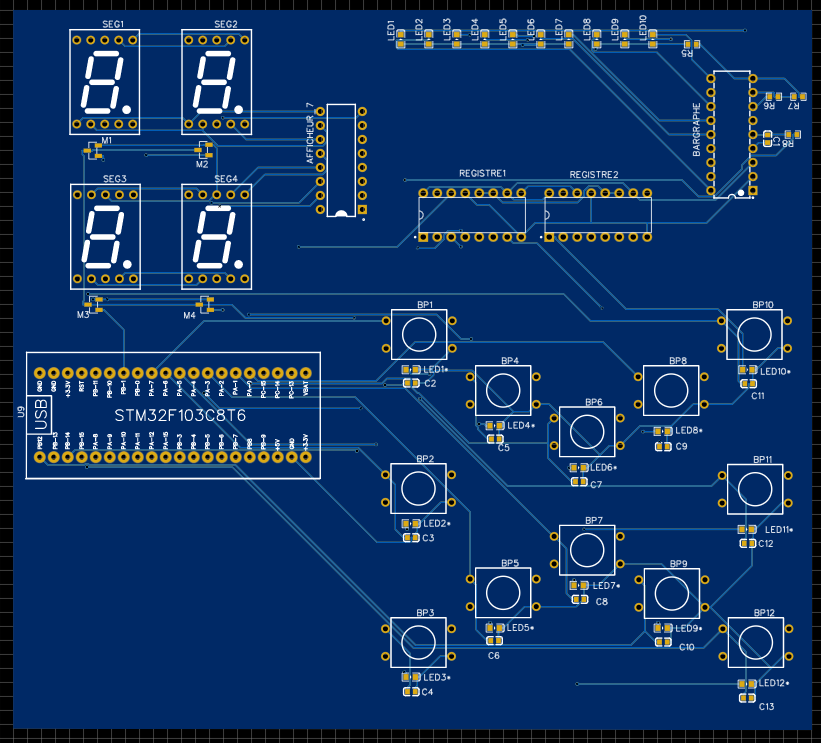 SEG1
SEG2
M1
M2
SEG3
SEG4
M3
M4
AFFICHEUR_7
LED1
LED2
LED3
LED4
LED5
LED6
LED7
LED8
LED9
LED10
R5
R6
R7
R8
BARGRAPHE
REGISTRE1
REGISTRE2
BP1
LED1*
C2
BP4
LED4*
C5
BP6
LED6*
C7
BP8
LED8*
C9
BP10
LED10*
C11
U9
GND
GND
+3.3V
RST
PB-11
PB-10
PB-1
PB-0
PA-7
PA-6
PA-5
PA-4
PA-3
PA-2
PA-1
PA-0
PC-15
PC-14
PC-13
VBAT
USB
STM32F103C8T6
PB12
PB-13
PB-14
PB-15
PA-8
PA-9
PA-10
PA-11
PA-12
PA-15
PB-3
PB-4
PB-5
PB-6
PB-7
PB-8
PB-9
+5V
GND
+3.3V
BP2
LED2*
C3
BP11
LED11*
C12
BP7
LED7*
C8
BP5
LED5*
C6
BP9
LED9*
C10
BP3
LED3*
C4
BP12
LED12*
C13